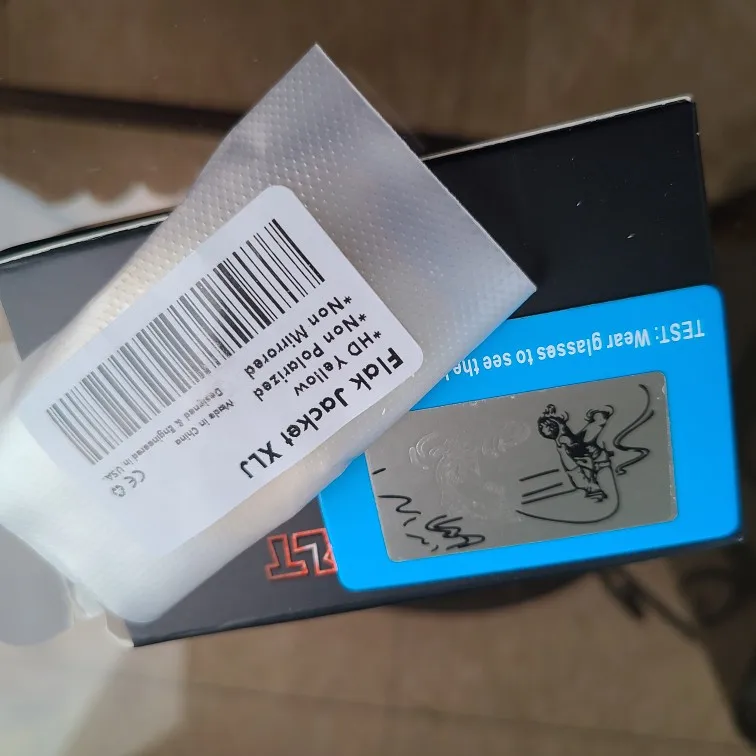 Flak Jacket XLJ
*HD Yellow
*Non Polarized
*Non Mirrored
Made in China
Designed & Engineered in USA.
CE
TEST: Wear glasses to see the